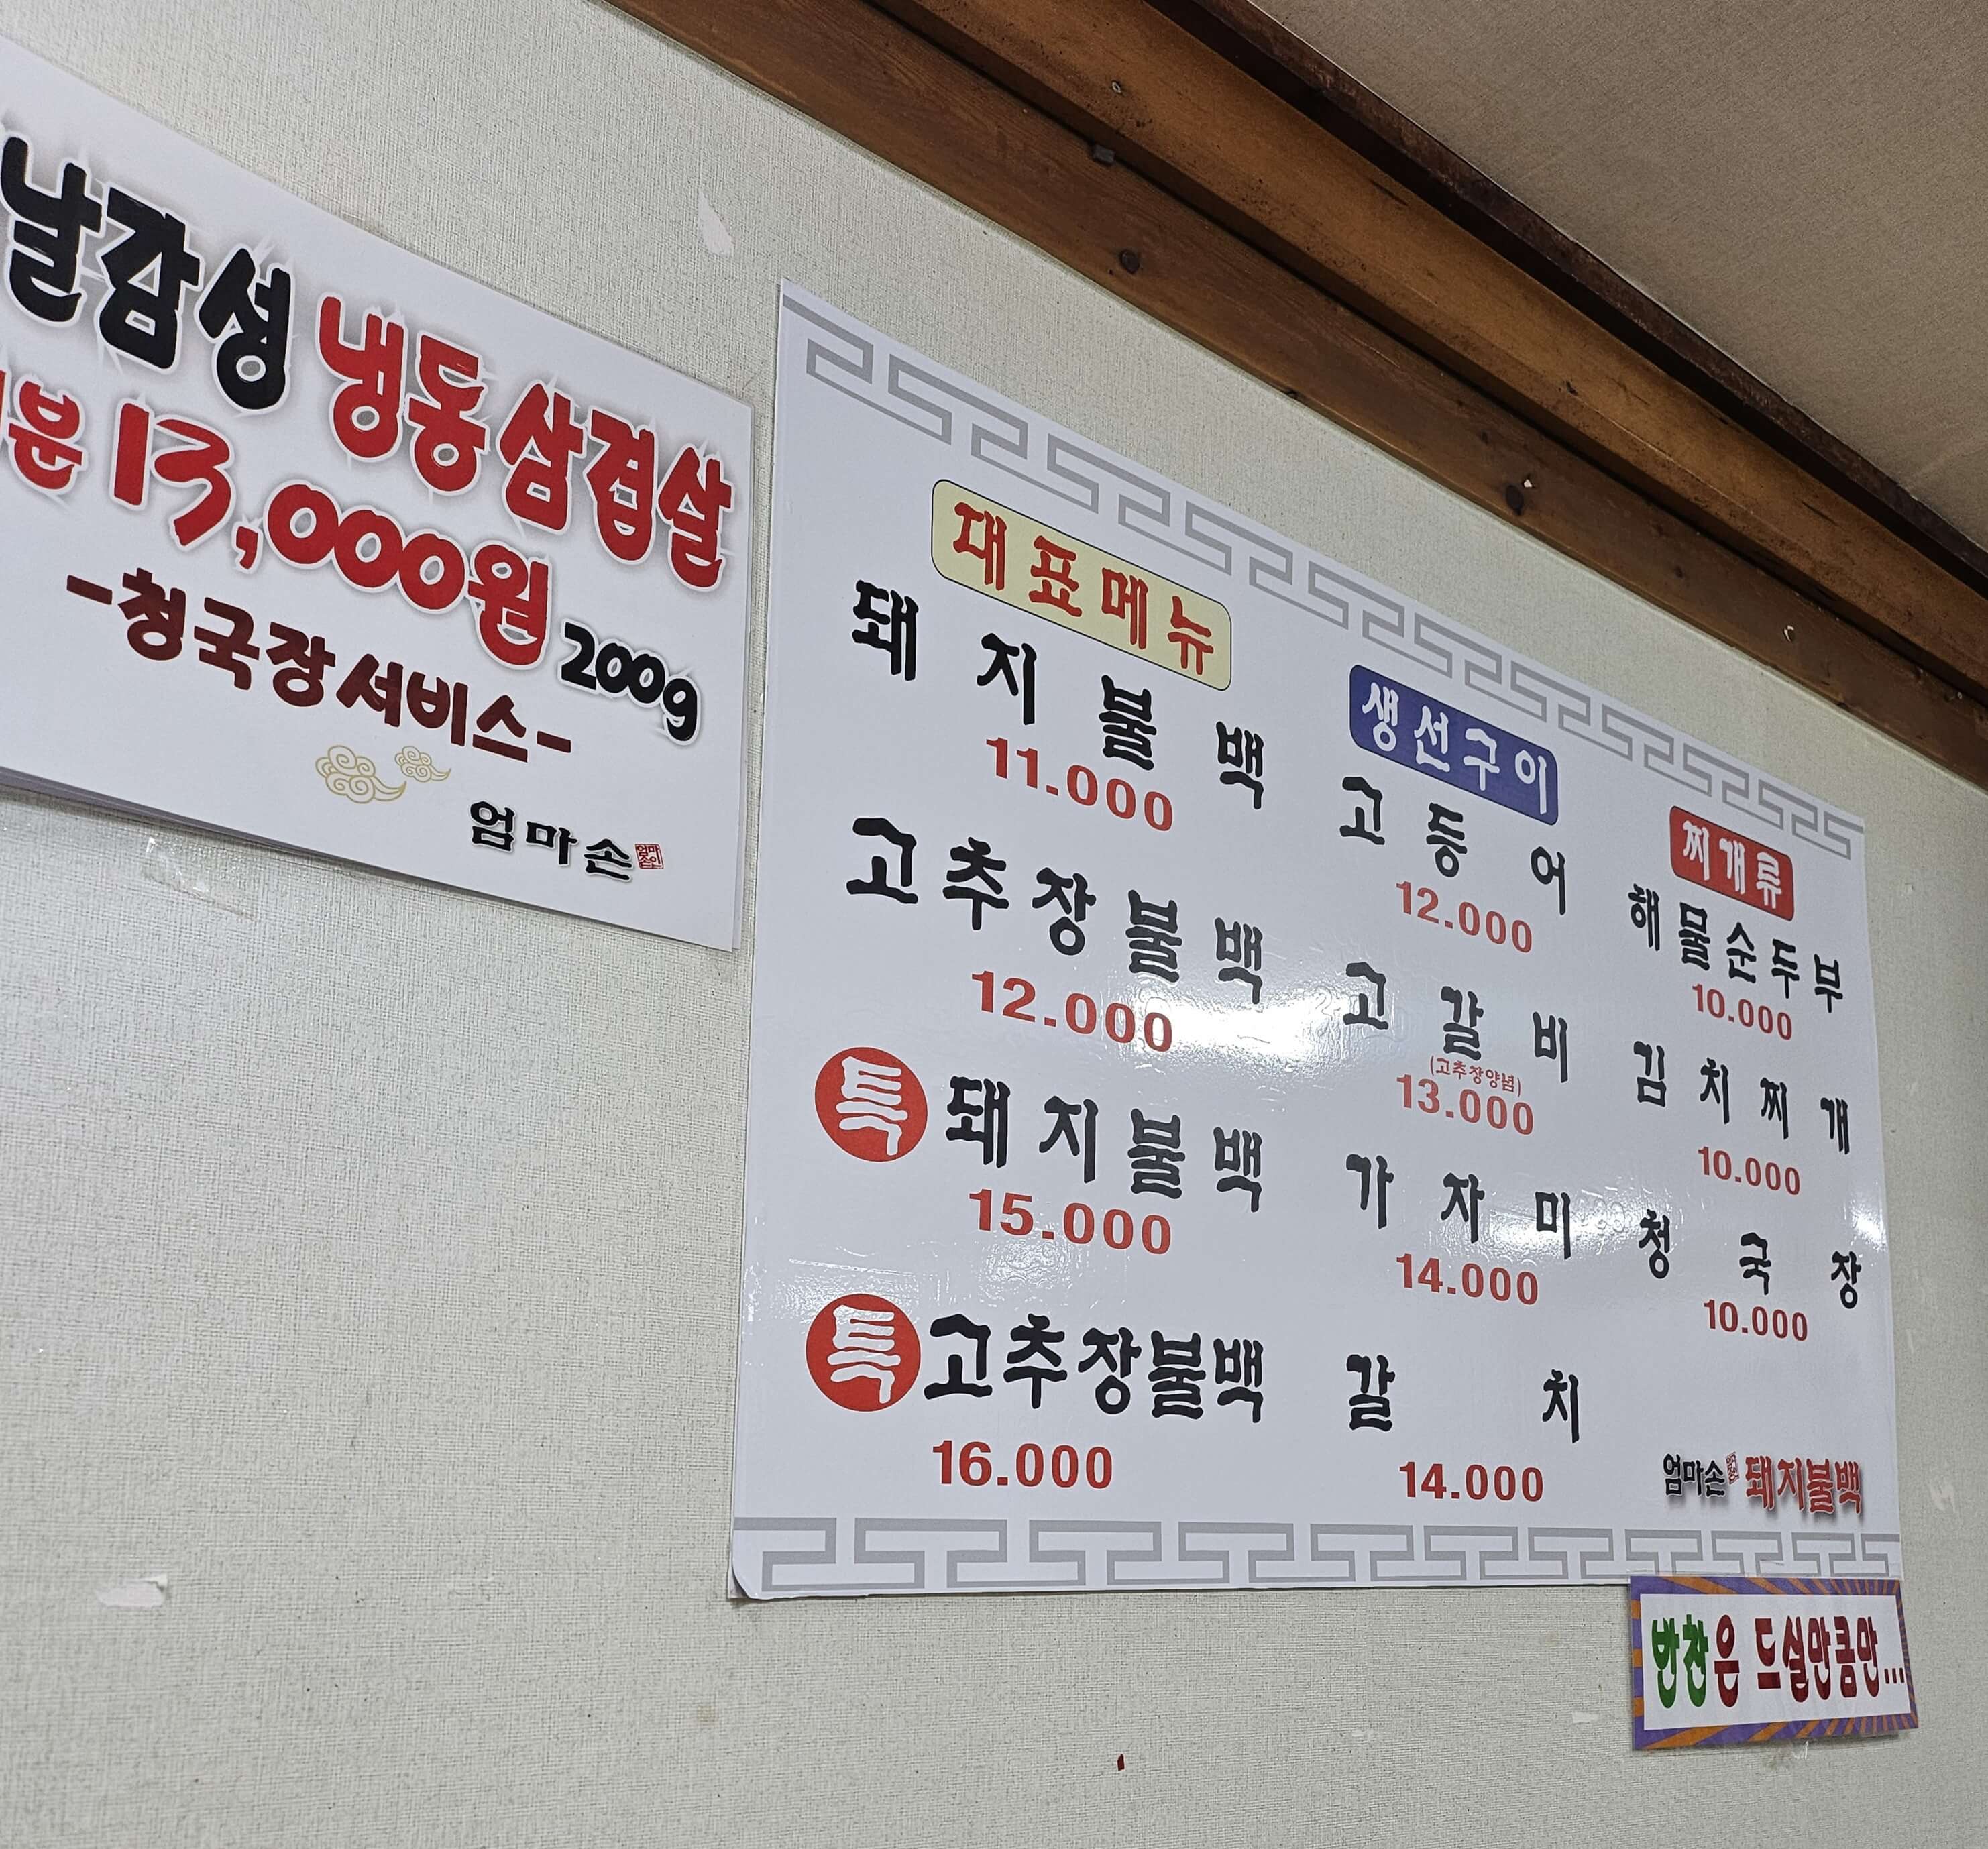 날감성 냉동삼겹살
분 13,000원 200g
-청국장 서비스-
엄마손
대표메뉴
돼지불백
11.000
고추장불백
12.000
특 돼지불백
15.000
특 고추장불백
16.000
생선구이
고등어
12.000
고갈비
(고추장양념)
13.000
가자미
14.000
갈치
14.000
찌개류
해물순두부
10.000
김치찌개
10.000
청국장
10.000
엄마손 돼지불백
반찬은 드실만큼만...